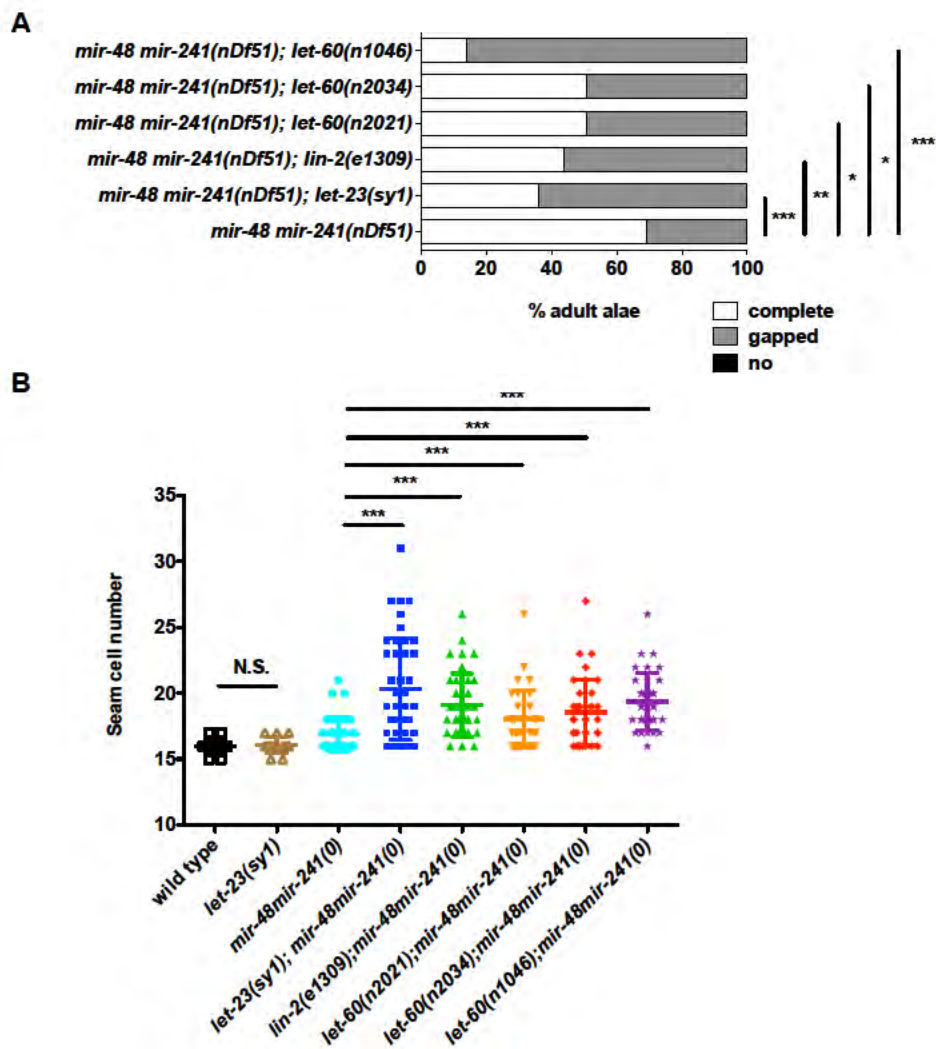 A
mir-48 mir-241(nDf51); let-60(n1046)
mir-48 mir-241(nDf51); let-60(n2034)
mir-48 mir-241(nDf51); let-60(n2021)
mir-48 mir-241(nDf51); lin-2(e1309)
mir-48 mir-241(nDf51); let-23(sy1)
mir-48 mir-241(nDf51)
*** ** * * ***
0 20 40 60 80 100
% adult alae
complete
gapped
no
B
***
***
***
***
***
N.S.
Seam cell number
35
30
25
20
15
10
wild type
let-23(sy1)
mir-48mir-241(0)
let-23(sy1); mir-48mir-241(0)
lin-2(e1309);mir-48mir-241(0)
let-60(n2021);mir-48mir-241(0)
let-60(n2034);mir-48mir-241(0)
let-60(n1046);mir-48mir-241(0)